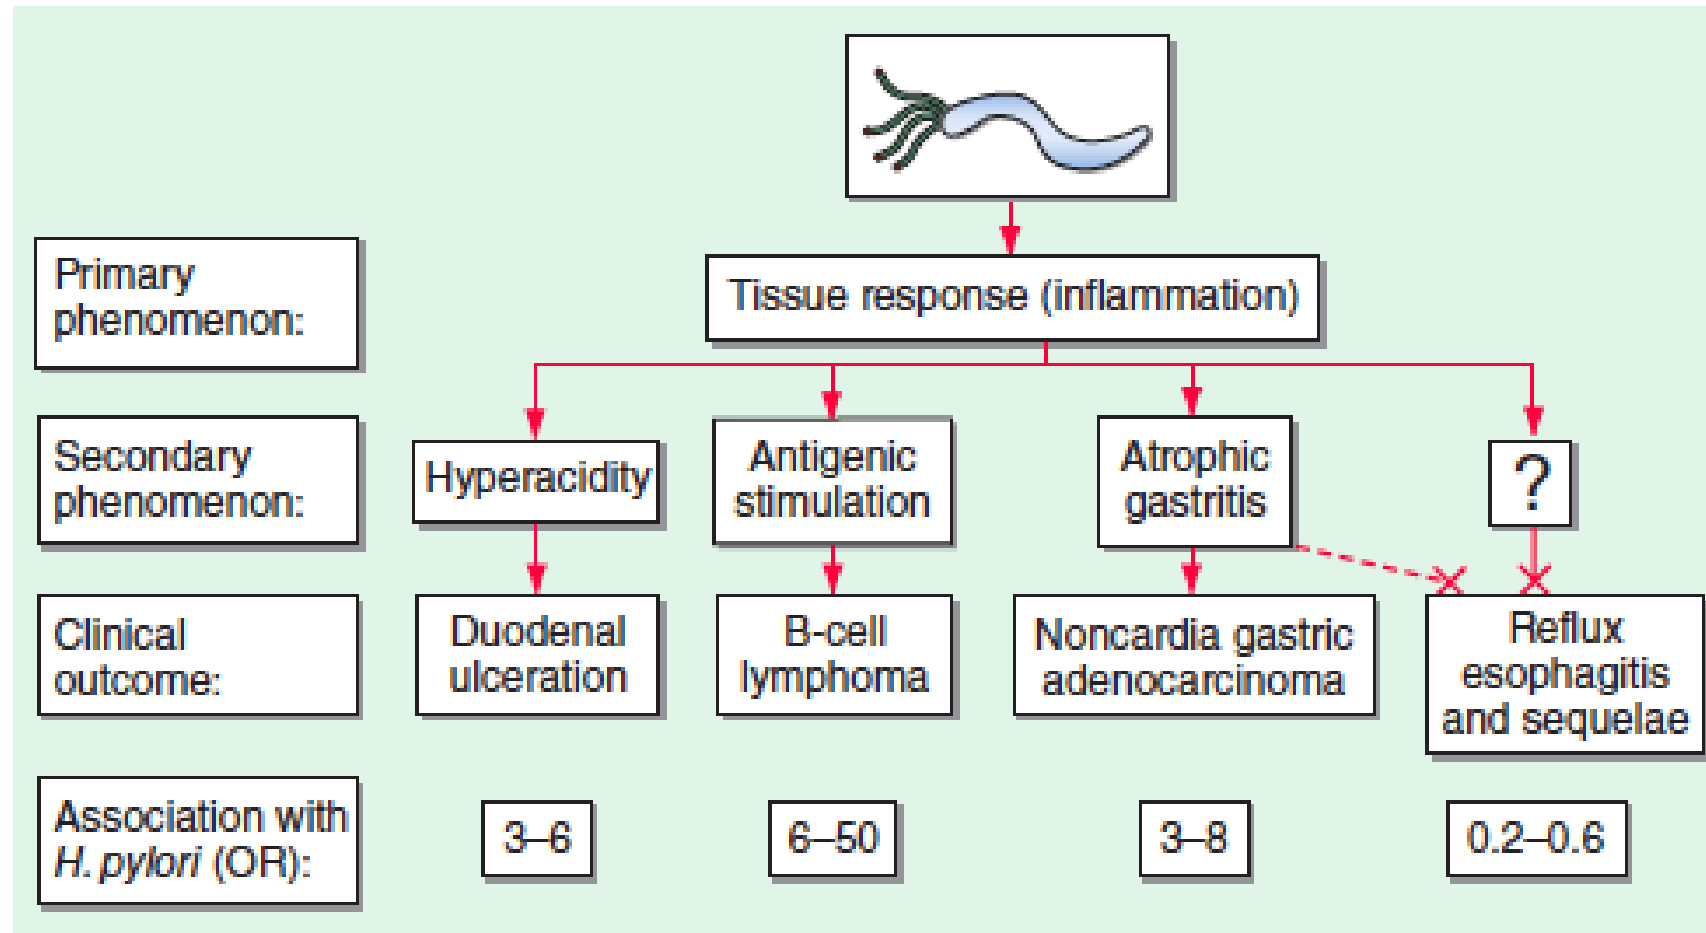 Primary
phenomenon:
Tissue response (inflammation)
Secondary
phenomenon:
Hyperacidity
Antigenic
stimulation
Atrophic
gastritis
?
Clinical
outcome:
Duodenal
ulceration
B-cell
lymphoma
Noncardia gastric
adenocarcinoma
Reflux
esophagitis
and sequelae
Association with
H. pylori (OR):
3–6
6–50
3–8
0.2–0.6